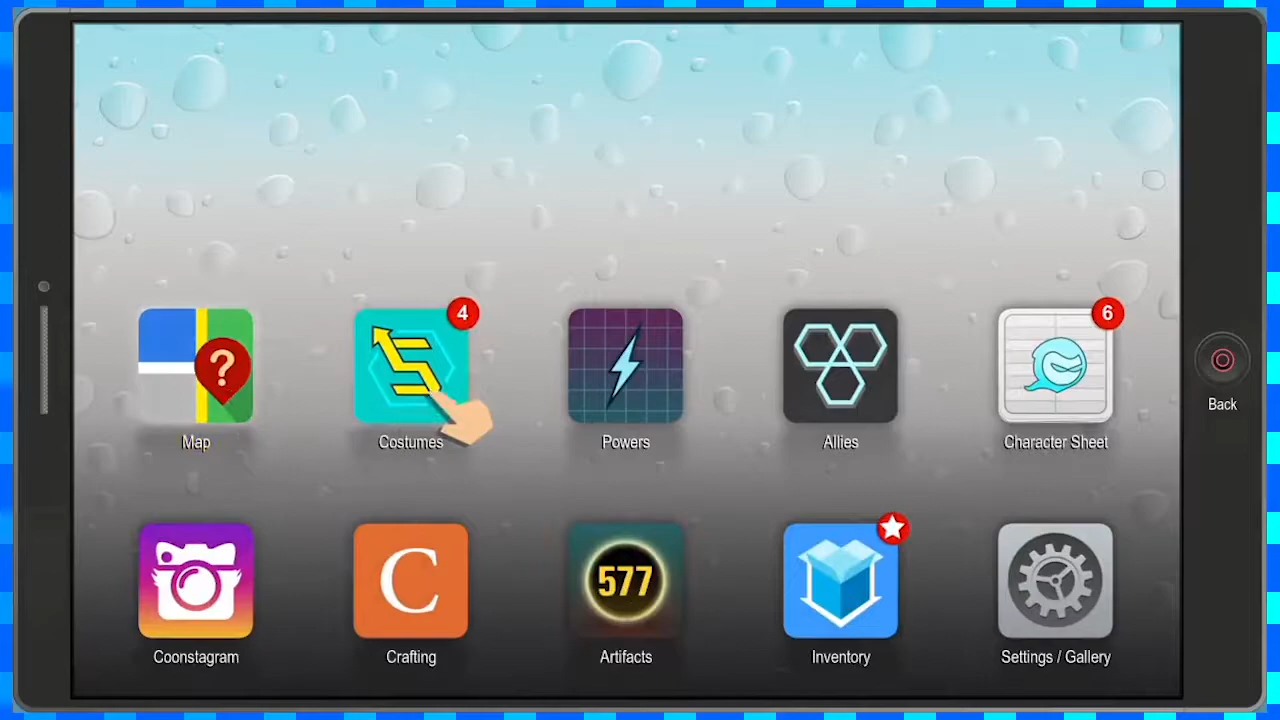 4
6
?
Back
Map
Costumes
Powers
Allies
Character Sheet
C
577
Coonstagram
Crafting
Artifacts
Inventory
Settings / Gallery